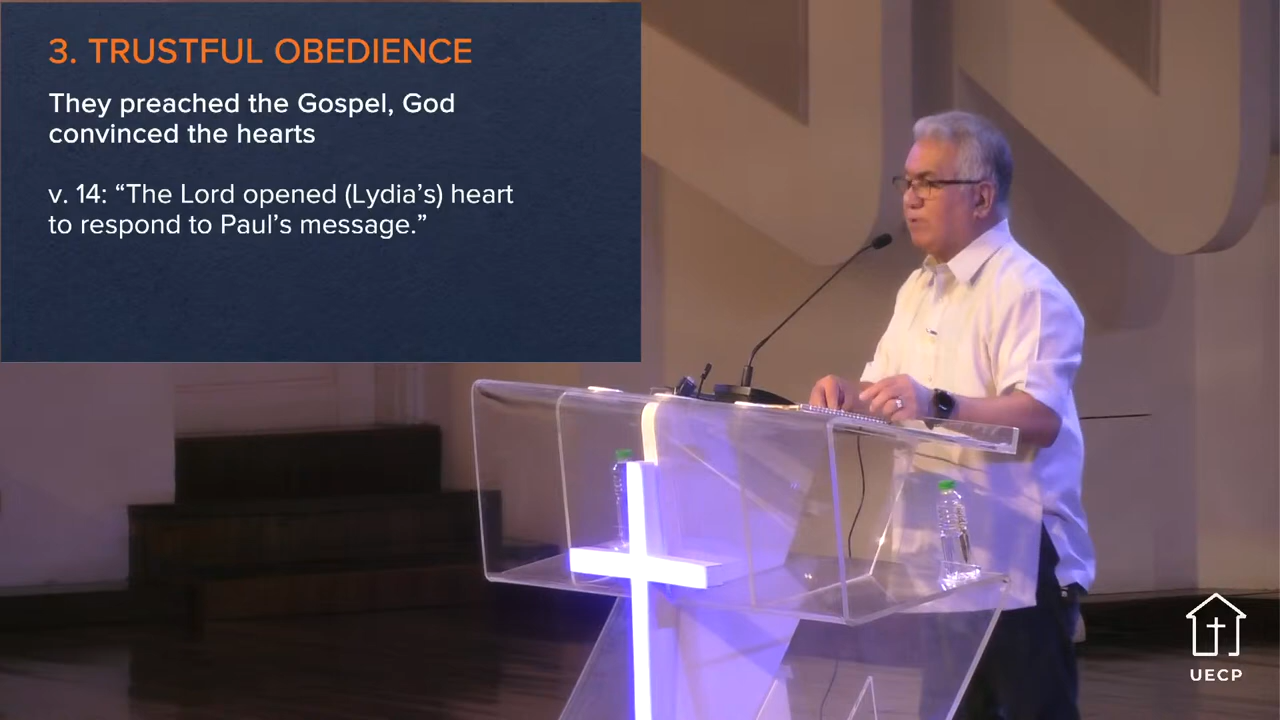 3. TRUSTFUL OBEDIENCE
They preached the Gospel, God
convinced the hearts
v. 14: “The Lord opened (Lydia’s) heart
to respond to Paul’s message.”
UECP